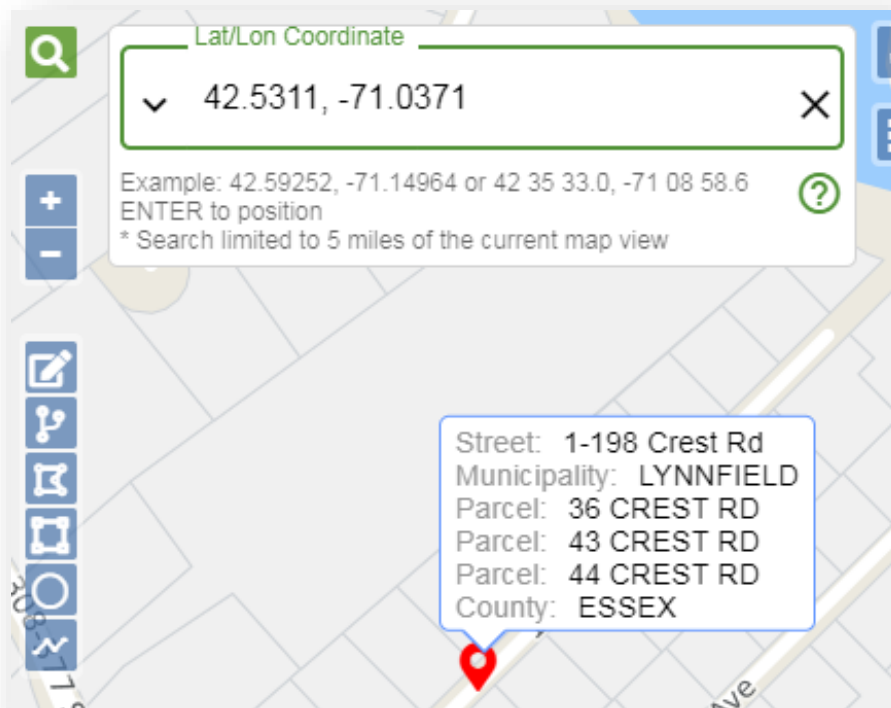 Lat/Lon Coordinate
42.5311, -71.0371
Example: 42.59252, -71.14964 or 42 35 33.0, -71 08 58.6
ENTER to position
* Search limited to 5 miles of the current map view
Street: 1-198 Crest Rd
Municipality: LYNNFIELD
Parcel: 36 CREST RD
Parcel: 43 CREST RD
Parcel: 44 CREST RD
County: ESSEX
Ave